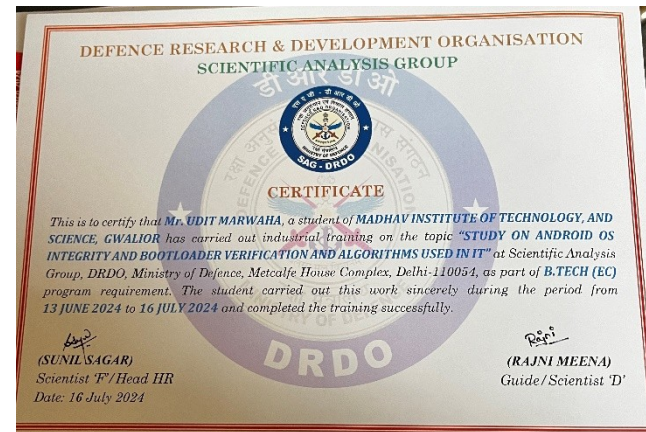 DEFENCE RESEARCH & DEVELOPMENT ORGANISATION
SCIENTIFIC ANALYSIS GROUP
डी आर डी ओ
SAG - DRDO
CERTIFICATE
This is to certify that Mr. UDIT MARWAHA, a student of MADHAV INSTITUTE OF TECHNOLOGY, AND
SCIENCE, GWALIOR has carried out industrial training on the topic “STUDY ON ANDROID OS
INTEGRITY AND BOOTLOADER VERIFICATION AND ALGORITHMS USED IN IT” at Scientific Analysis
Group, DRDO, Ministry of Defence, Metcalfe House Complex, Delhi-110054, as part of B.TECH (EC)
program requirement. The student carried out this work sincerely during the period from
13 JUNE 2024 to 16 JULY 2024 and completed the training successfully.
MINISTRY OF DEFENCE
DRDO
Rajni
(SUNIL SAGAR)
(RAJNI MEENA)
Scientist ‘F’/Head HR
Guide/Scientist ‘D’
Date: 16 July 2024